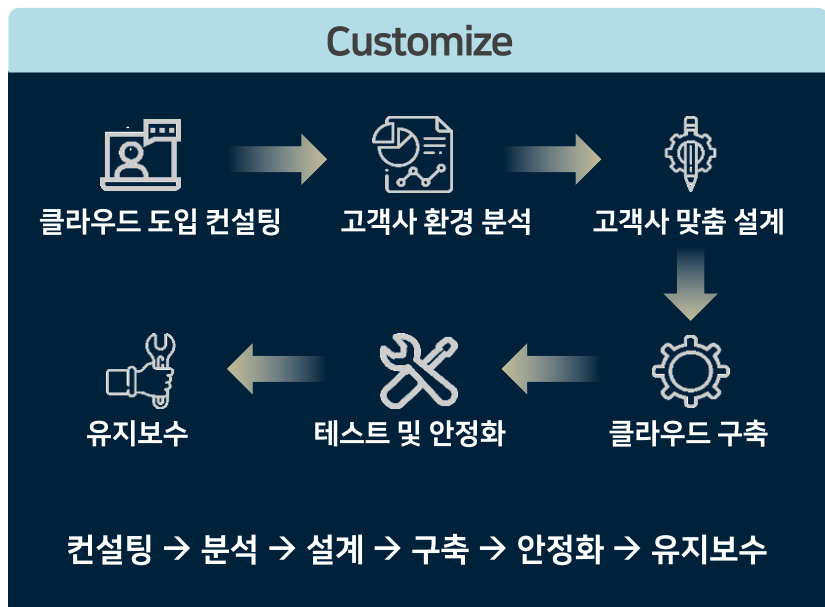 Customize
클라우드 도입 컨설팅
고객사 환경 분석
고객사 맞춤 설계
클라우드 구축
테스트 및 안정화
유지보수
컨설팅 → 분석 → 설계 → 구축 → 안정화 → 유지보수